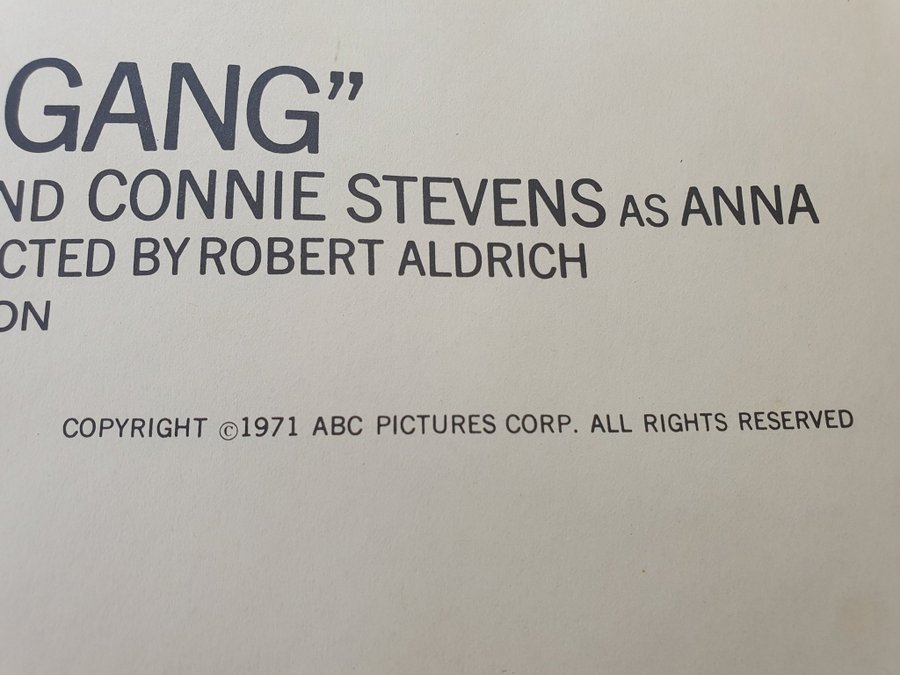 GANG”
ND CONNIE STEVENS AS ANNA
CTED BY ROBERT ALDRICH
ON
COPYRIGHT ©1971 ABC PICTURES CORP. ALL RIGHTS RESERVED